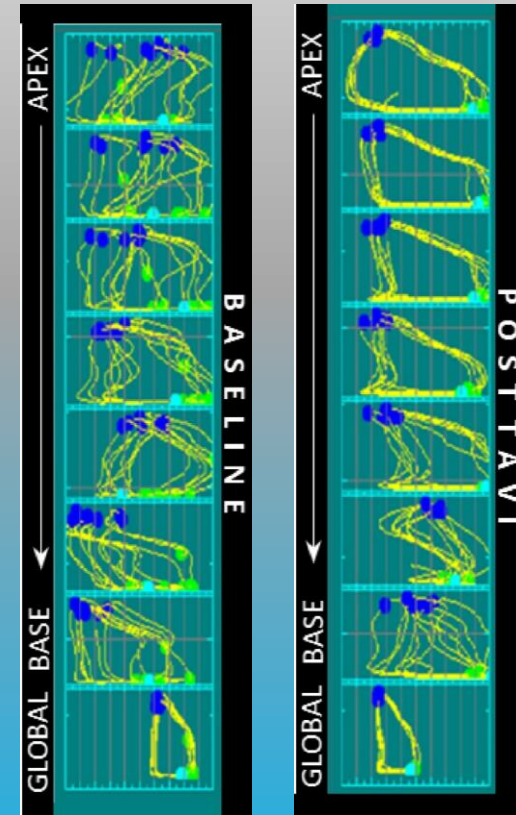 APEX
BASE
GLOBAL
BASELINE
APEX
BASE
GLOBAL
POST TAVI